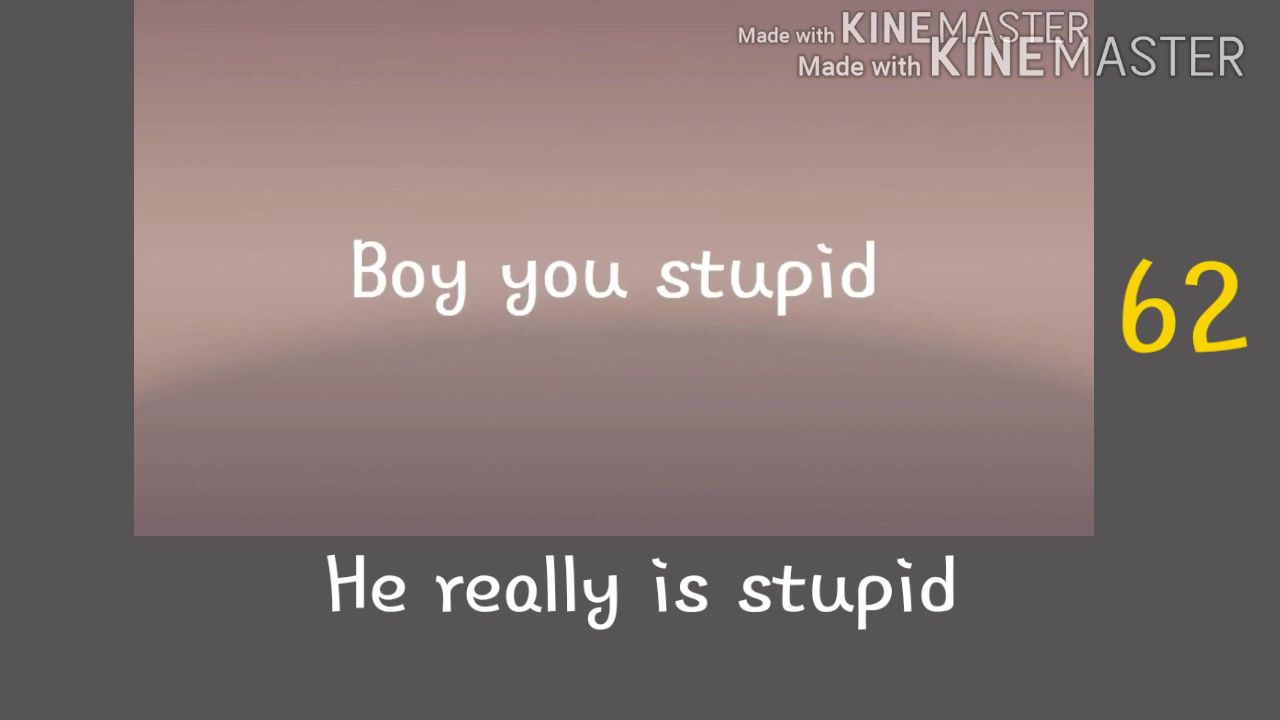 Made with KINEMASTER
Made with KINEMASTER
Boy you stupid
62
He really is stupid